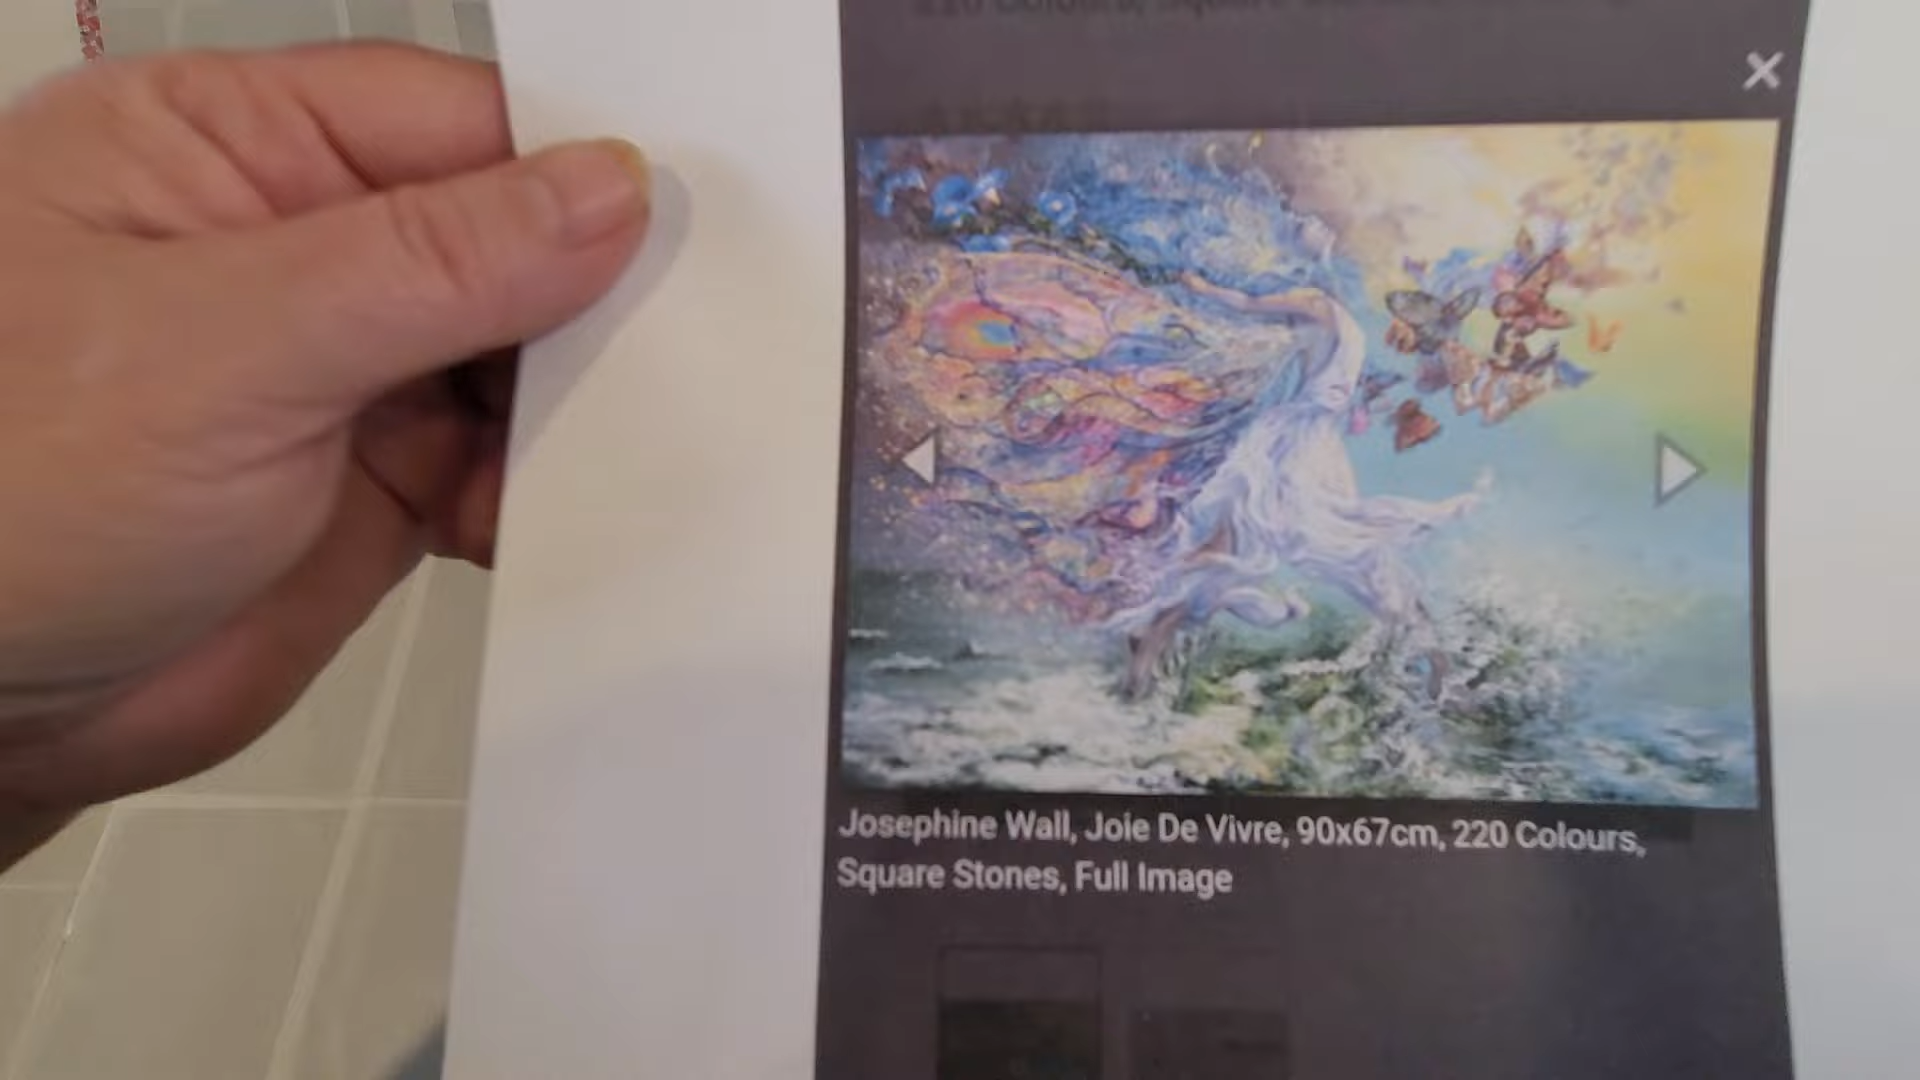 Josephine Wall, Joie De Vivre, 90x67cm, 220 Colours,
Square Stones, Full Image